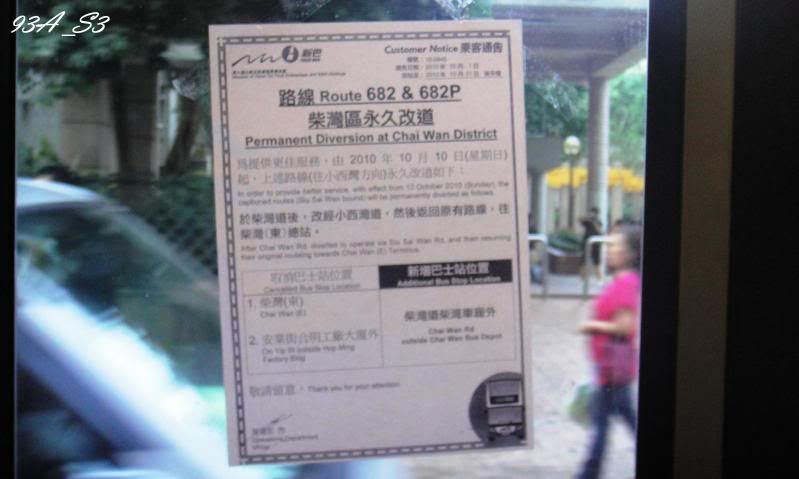 93A_S3
新巴
Customer Notice 乘客通告
路線 Route 682 & 682P
柴灣區永久改道
Permanent Diversion at Chai Wan District
為提供更佳服務，由 2010 年 10 月 10 日(星期日)
起，上述路線(往小西灣方向)永久改道如下：
In order to provide better service, with effect from 10 October 2010 (Sunday), the
captioned routes (Siu Sai Wan bound) will be permanently diverted as follows.
於柴灣道後，改經小西灣道，然後返回原有路線，往
柴灣(東)總站。
After Chai Wan Rd, diverted to operate via Siu Sai Wan Rd, and then resuming
their original routeing towards Chai Wan (E) Terminus.
取消巴士站位置
Cancelled Bus Stop Location
新增巴士站位置
Additional Bus Stop Location
1. 柴灣(東)
Chai Wan (E)
2. 安業街合明工廠大廈外
On Yip St outside Hop Ming
Factory Bldg
柴灣道柴灣車廠外
Chai Wan Rd
outside Chai Wan Bus Depot
敬請留意。Thank you for your attention.
Operations Department